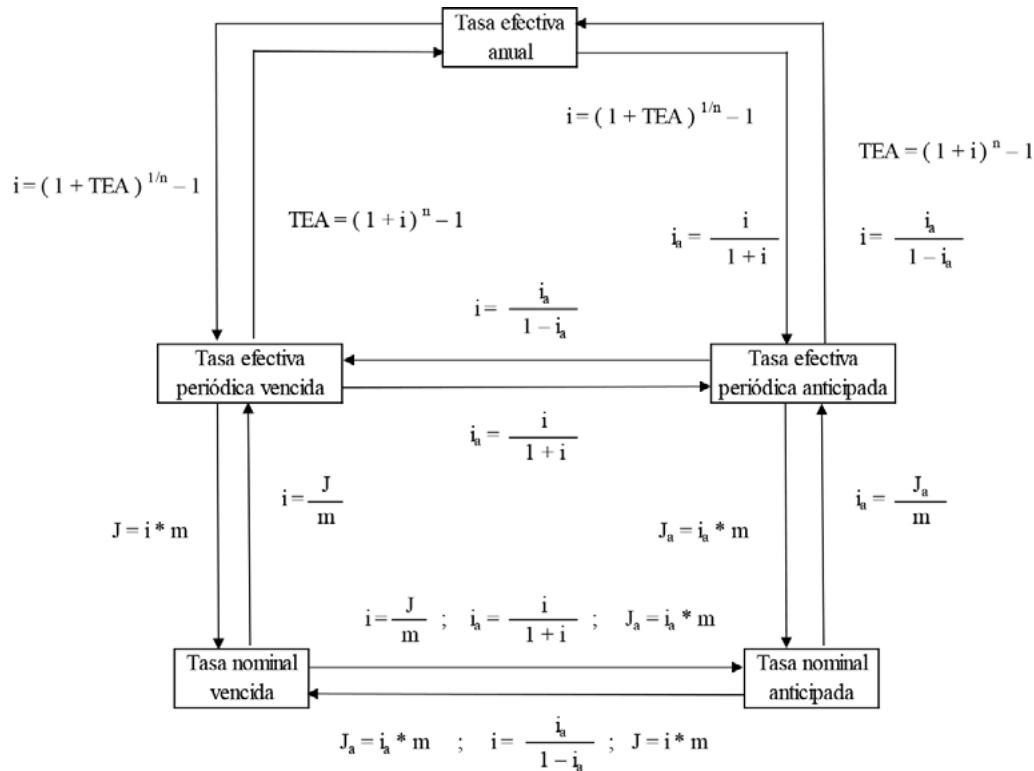 Tasa efectiva
anual
i = ( 1 + TEA ) ^{1/n} – 1
TEA = ( 1 + i ) ^{n} – 1
i = ( 1 + TEA ) ^{1/n} – 1
TEA = ( 1 + i ) ^{n} – 1
i_a = i / 1 + i
i = i_a / 1 – i_a
i = i_a / 1 – i_a
Tasa efectiva
periódica vencida
Tasa efectiva
periódica anticipada
i_a = i / 1 + i
i = J / m
J = i * m
J_a = i_a * m
i_a = J_a / m
i = J / m ; i_a = i / 1 + i ; J_a = i_a * m
Tasa nominal
vencida
Tasa nominal
anticipada
J_a = i_a * m ; i = i_a / 1 – i_a ; J = i * m